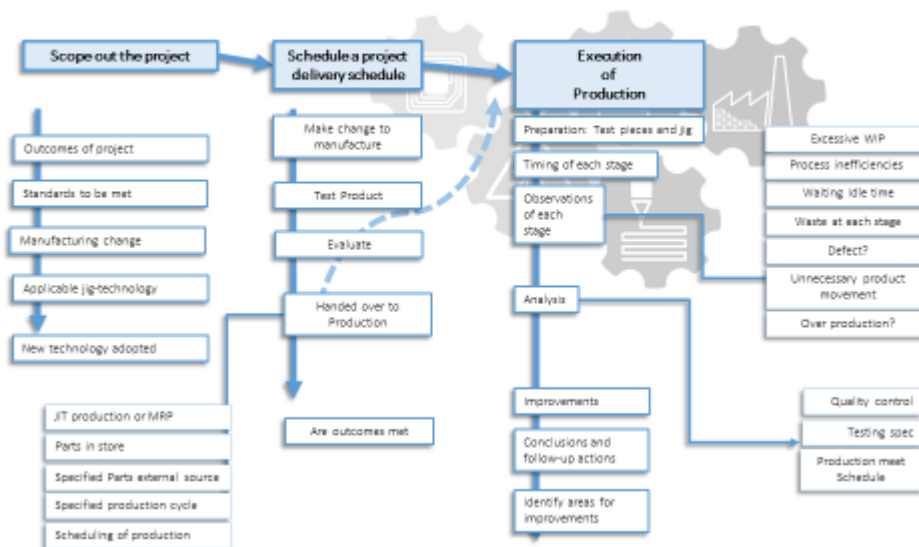 Scope out the project
Schedule a project
delivery schedule
Execution
of
Production
Outcomes of project
Standards to be met
Manufacturing change
Applicable jig-technology
New technology adopted
Make change to
manufacture
Test Product
Evaluate
Handed over to
Production
Are outcomes met
JIT production or MRP
Parts in store
Specified Parts external source
Specified production cycle
Scheduling of production
Preparation: Test pieces and jig
Timing of each stage
Observations
of each
stage
Analysis
Improvements
Conclusions and
follow-up actions
Identify areas for
improvements
Excessive WIP
Process inefficiencies
Waiting idle time
Waste at each stage
Defect?
Unnecessary product
movement
Over production?
Quality control
Testing spec
Production meet
Schedule